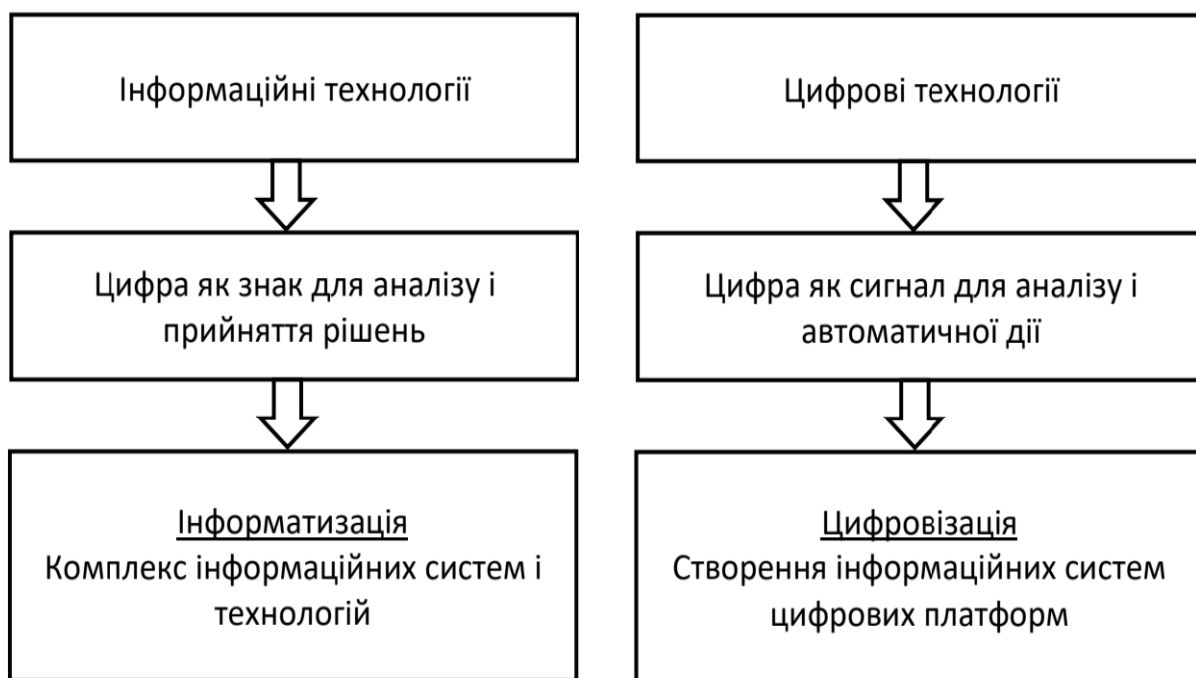 Інформаційні технології
Цифра як знак для аналізу і
прийняття рішень
Інформатизація
Комплекс інформаційних систем і
технологій
Цифрові технології
Цифра як сигнал для аналізу і
автоматичної дії
Цифровізація
Створення інформаційних систем
цифрових платформ